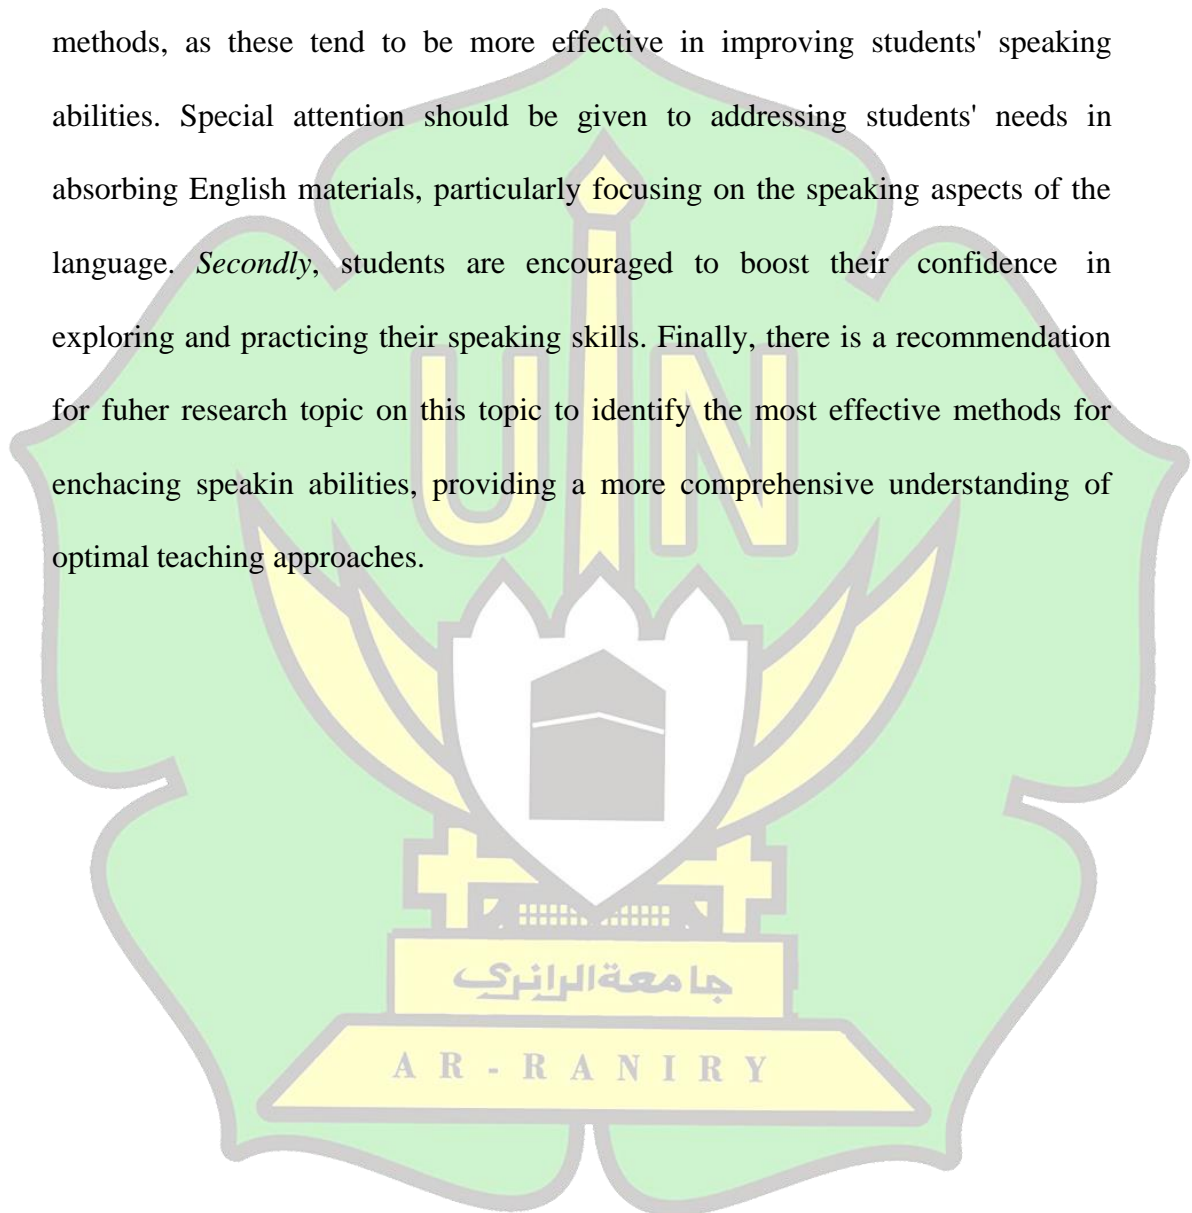 methods, as these tend to be more effective in improving students' speaking
abilities. Special attention should be given to addressing students' needs in
absorbing English materials, particularly focusing on the speaking aspects of the
language. Secondly, students are encouraged to boost their confidence in
exploring and practicing their speaking skills. Finally, there is a recommendation
for fuher research topic on this topic to identify the most effective methods for
enchacing speakin abilities, providing a more comprehensive understanding of
optimal teaching approaches.
UIN
جامعة الرانري
AR-RANIRY